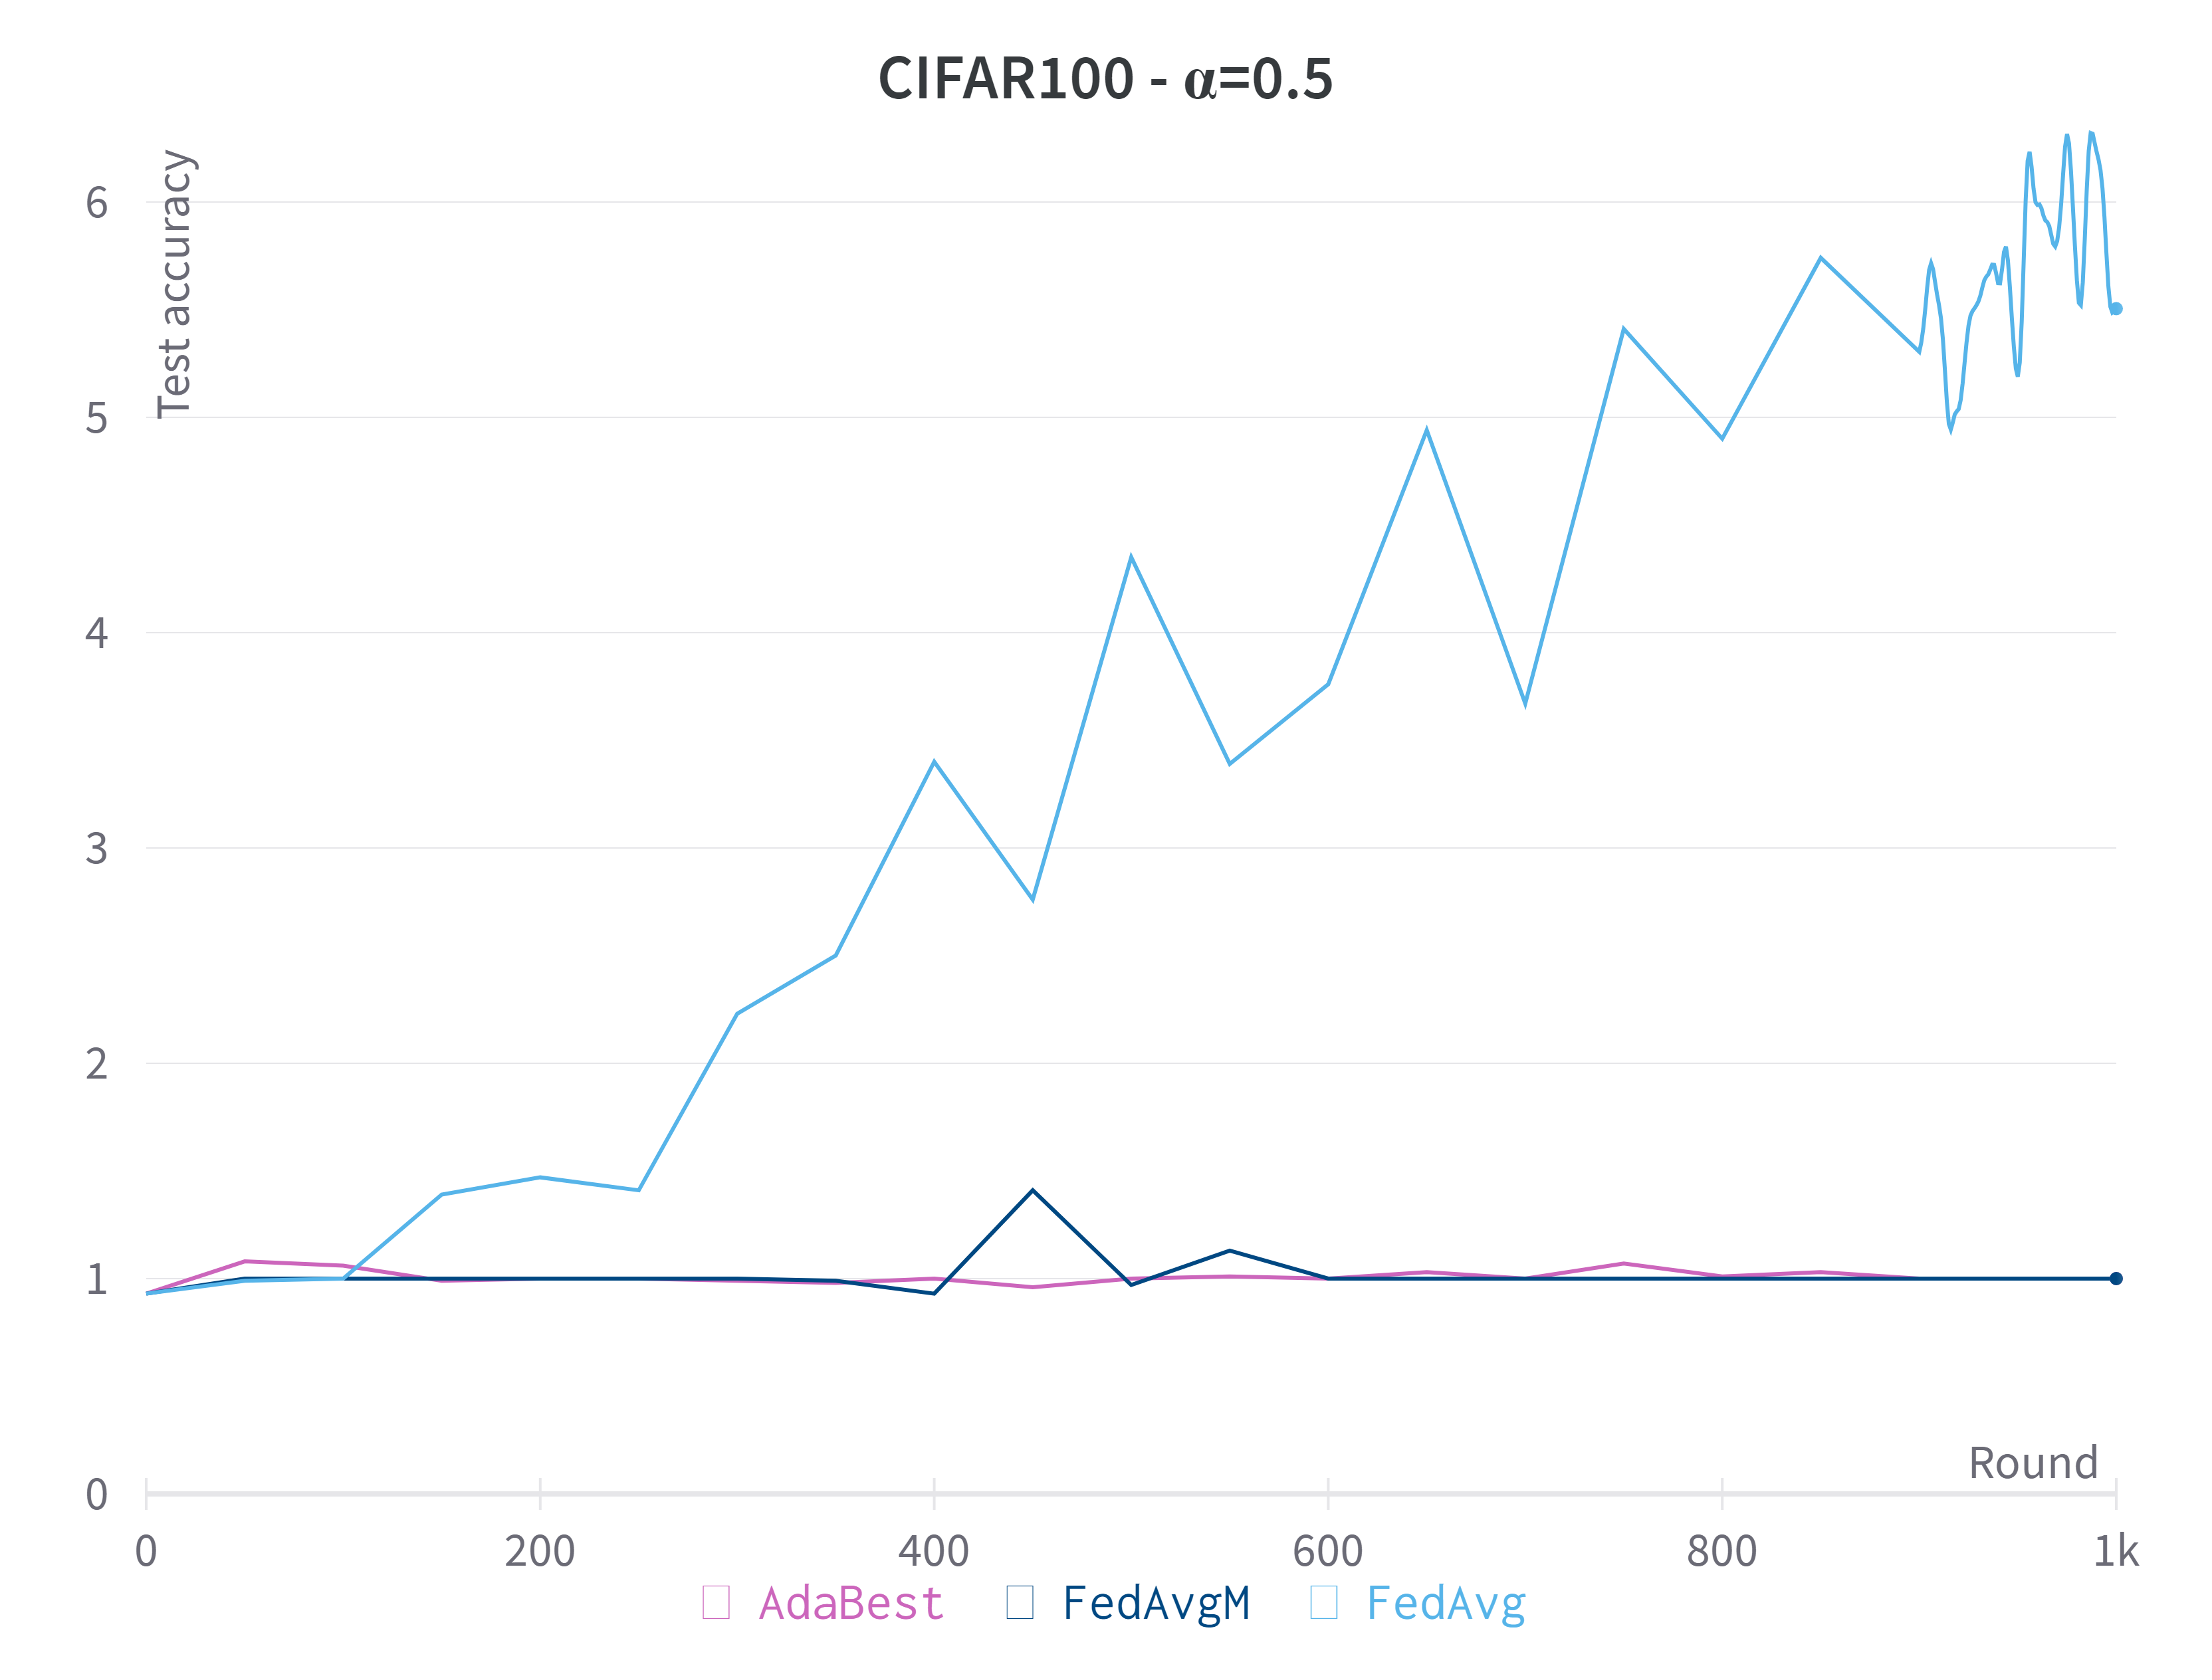 CIFAR100 - α=0.5
Test accuracy
6
5
4
3
2
1
0
Round
0 200 400 600 800 1k
AdaBest FedAvgM FedAvg